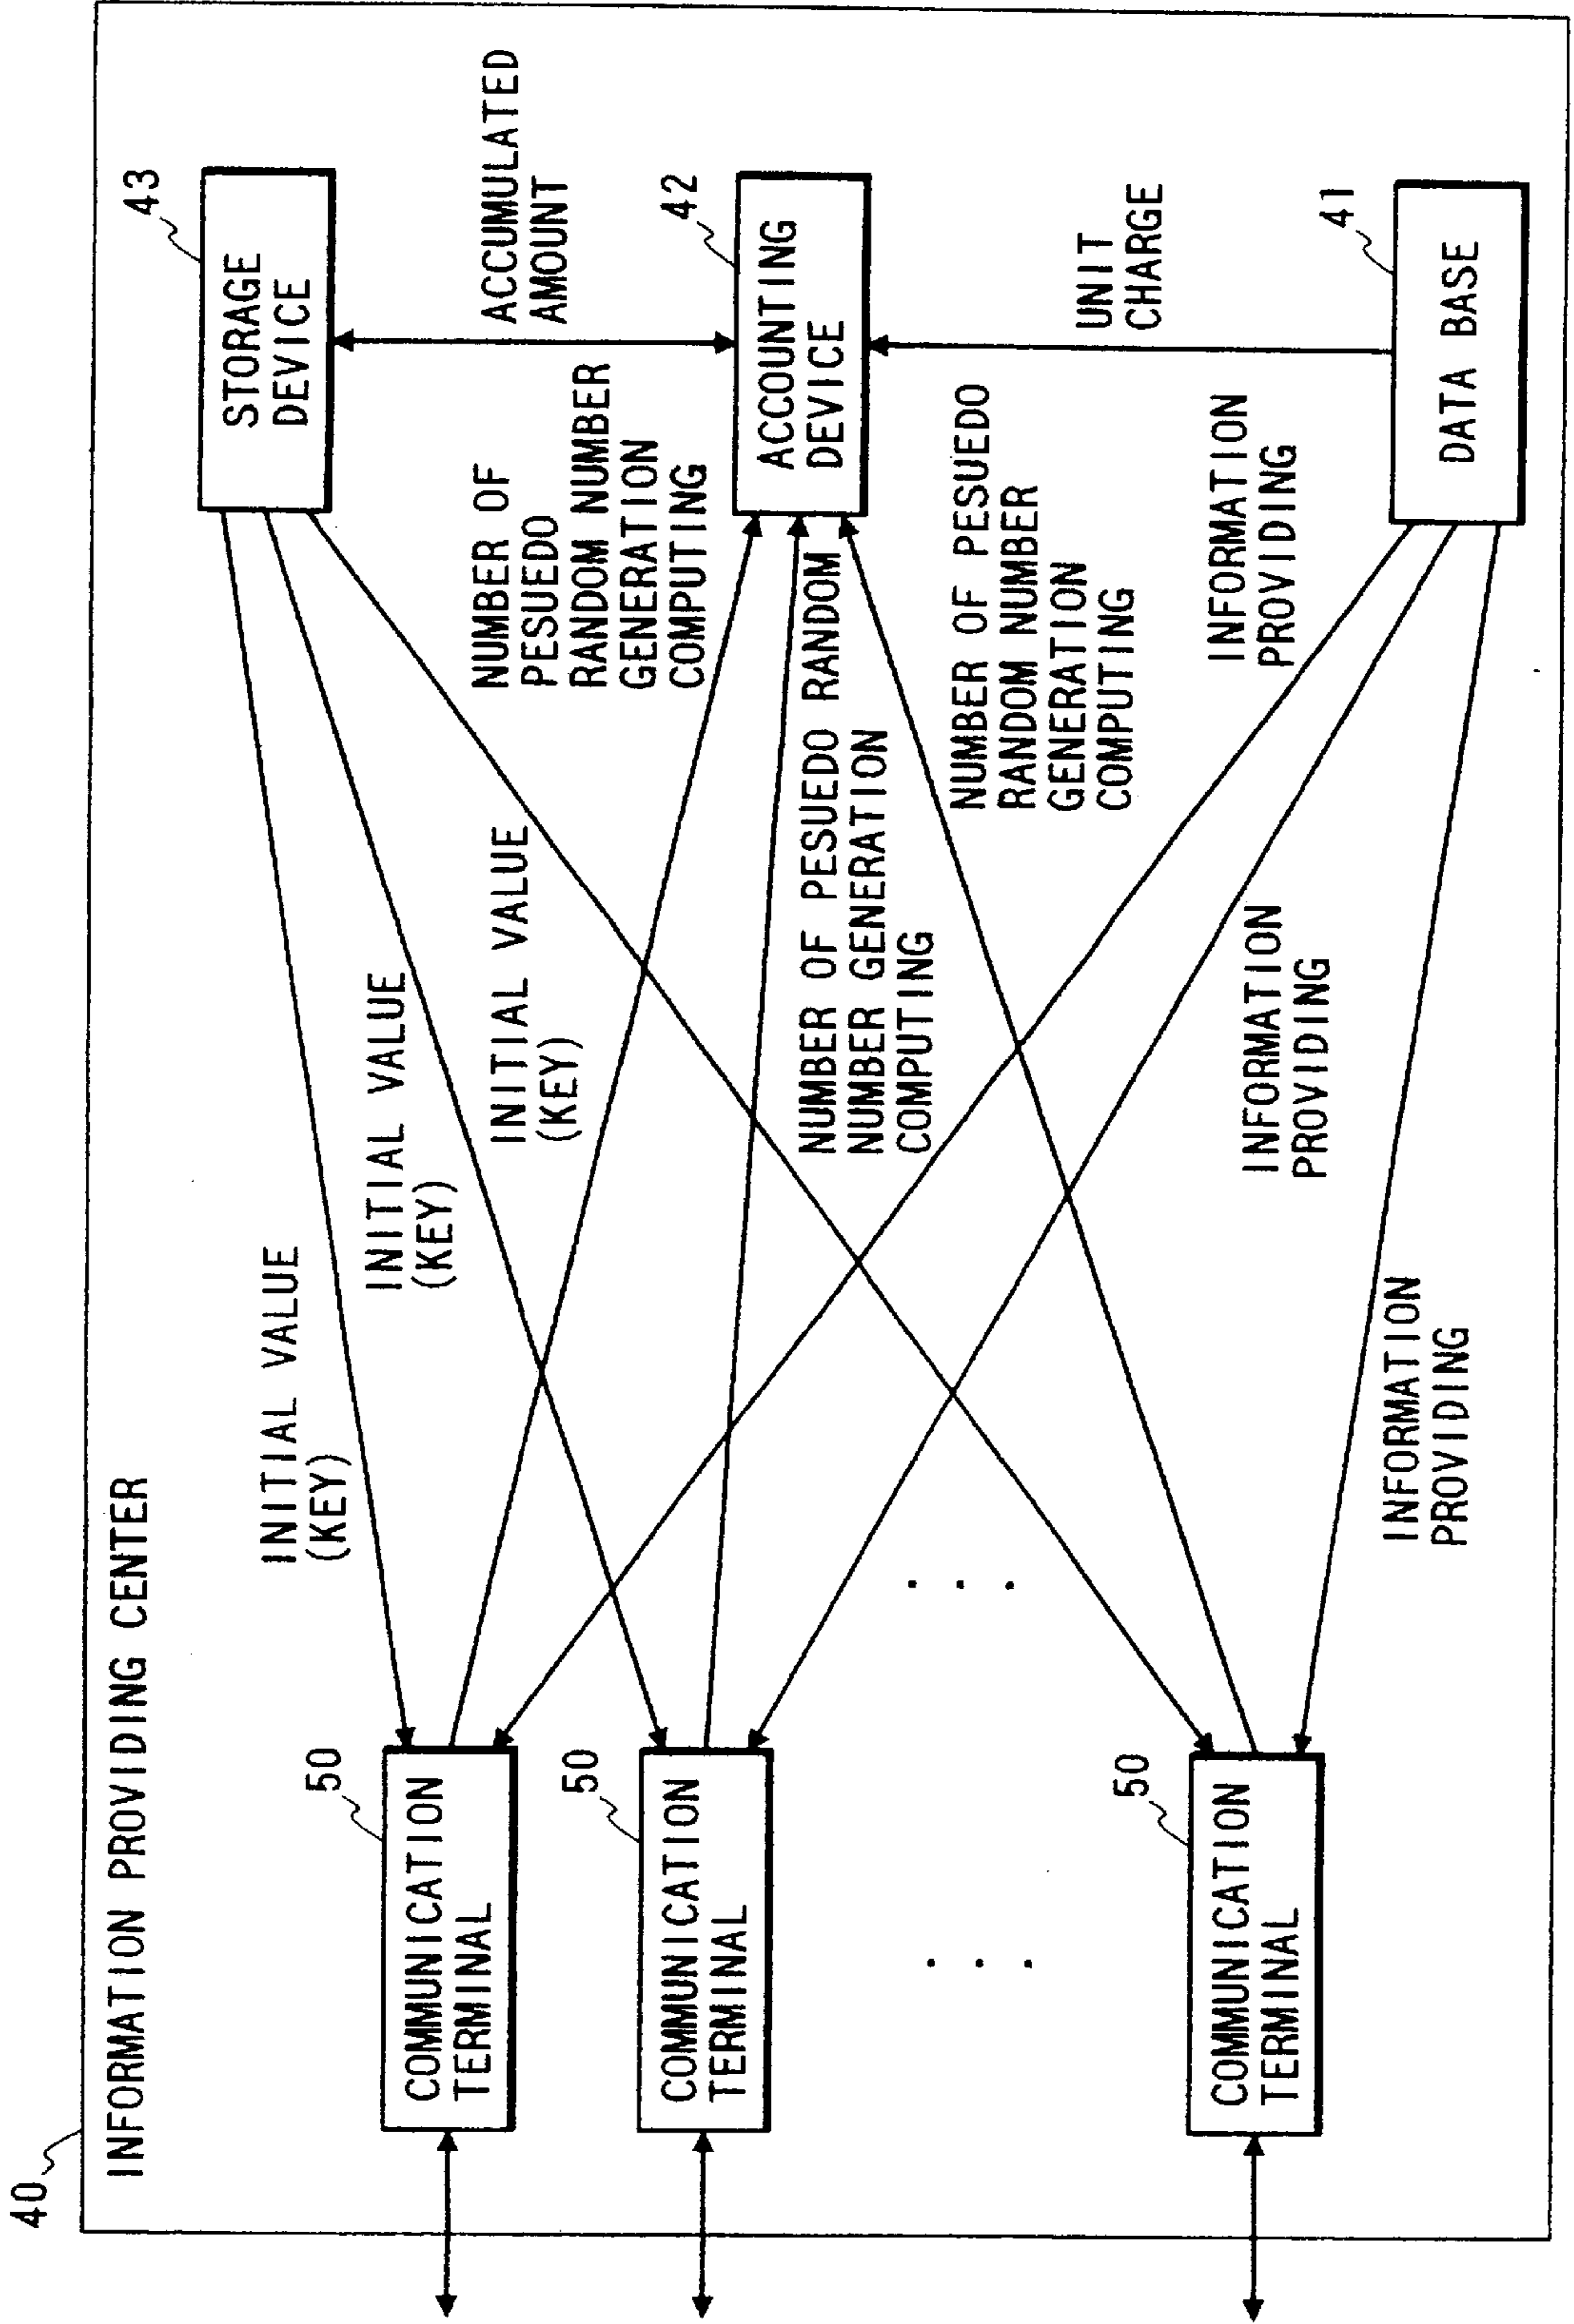 40
INFORMATION PROVIDING CENTER
43
STORAGE
DEVICE
ACCUMULATED
AMOUNT
42
ACCOUNTING
DEVICE
UNIT
CHARGE
41
DATA BASE
INITIAL VALUE
(KEY)
INITIAL VALUE
(KEY)
INITIAL VALUE
(KEY)
NUMBER OF
PESUEDO
RANDOM NUMBER
GENERATION
COMPUTING
NUMBER OF PESUEDO RANDOM
NUMBER GENERATION
COMPUTING
NUMBER OF PESUEDO
RANDOM NUMBER
GENERATION
COMPUTING
INFORMATION
PROVIDING
INFORMATION
PROVIDING
INFORMATION
PROVIDING
50
COMMUNICATION
TERMINAL
50
COMMUNICATION
TERMINAL
50
COMMUNICATION
TERMINAL